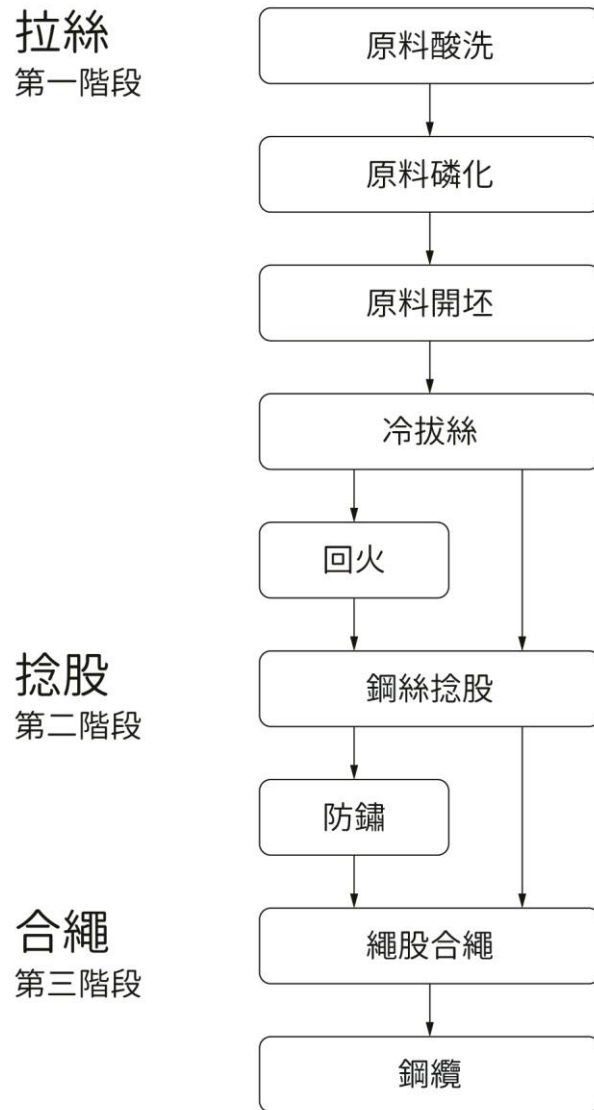 拉絲
第一階段
原料酸洗
原料磷化
原料開坯
冷拔絲
回火
捻股
第二階段
鋼絲捻股
防鏽
合繩
第三階段
繩股合繩
鋼纜